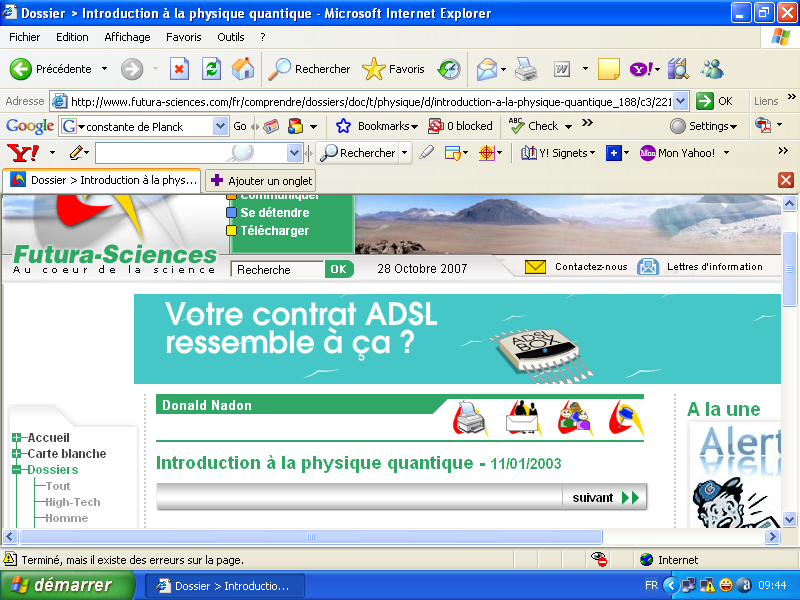 Dossier > Introduction à la physique quantique - Microsoft Internet Explorer
Fichier Edition Affichage Favoris Outils ?
Précédente Rechercher Favoris
Adresse http://www.futura-sciences.com/fr/comprendre/dossiers/doc/t/physique/d/introduction-a-la-physique-quantique_188/c3/221 OK Liens »
Google G constante de Planck Go Bookmarks 0 blocked ABC Check » Settings
Y! Rechercher Y! Signets Mon Yahoo! »
Dossier > Introduction à la phys... Ajouter un onglet
Communiquer
Se détendre
Télécharger
Futura-Sciences
Au coeur de la science
Recherche OK 28 Octobre 2007 Contactez-nous Lettres d'information
Votre contrat ADSL
ressemble à ça ?
ADSL
BOX
Donald Nadon
A la une
Alert
Accueil
Carte blanche
Dossiers
Tout
High-Tech
Homme
Introduction à la physique quantique - 11/01/2003
suivant
Terminé, mais il existe des erreurs sur la page. Internet
démarrer Dossier > Introductio... FR 09:44